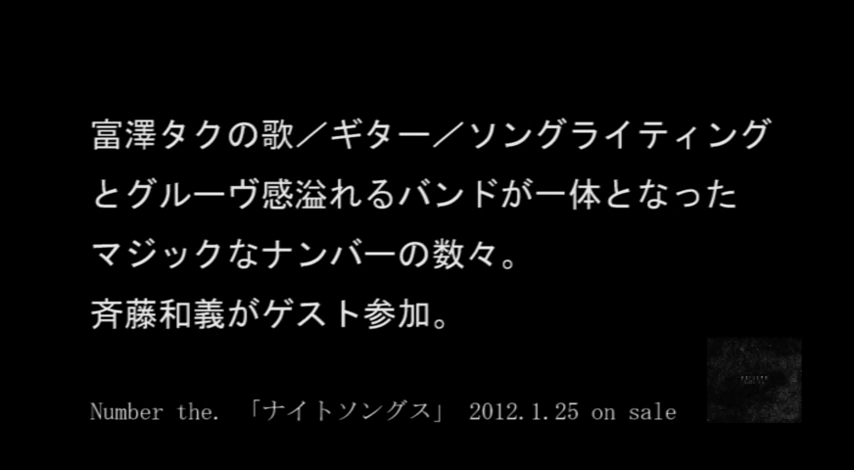 富澤タクの歌／ギター／ソングライティング
とグルーヴ感溢れるバンドが一体となった
マジックなナンバーの数々。
斉藤和義がゲスト参加。
Number the. 「ナイトソングス」 2012.1.25 on sale